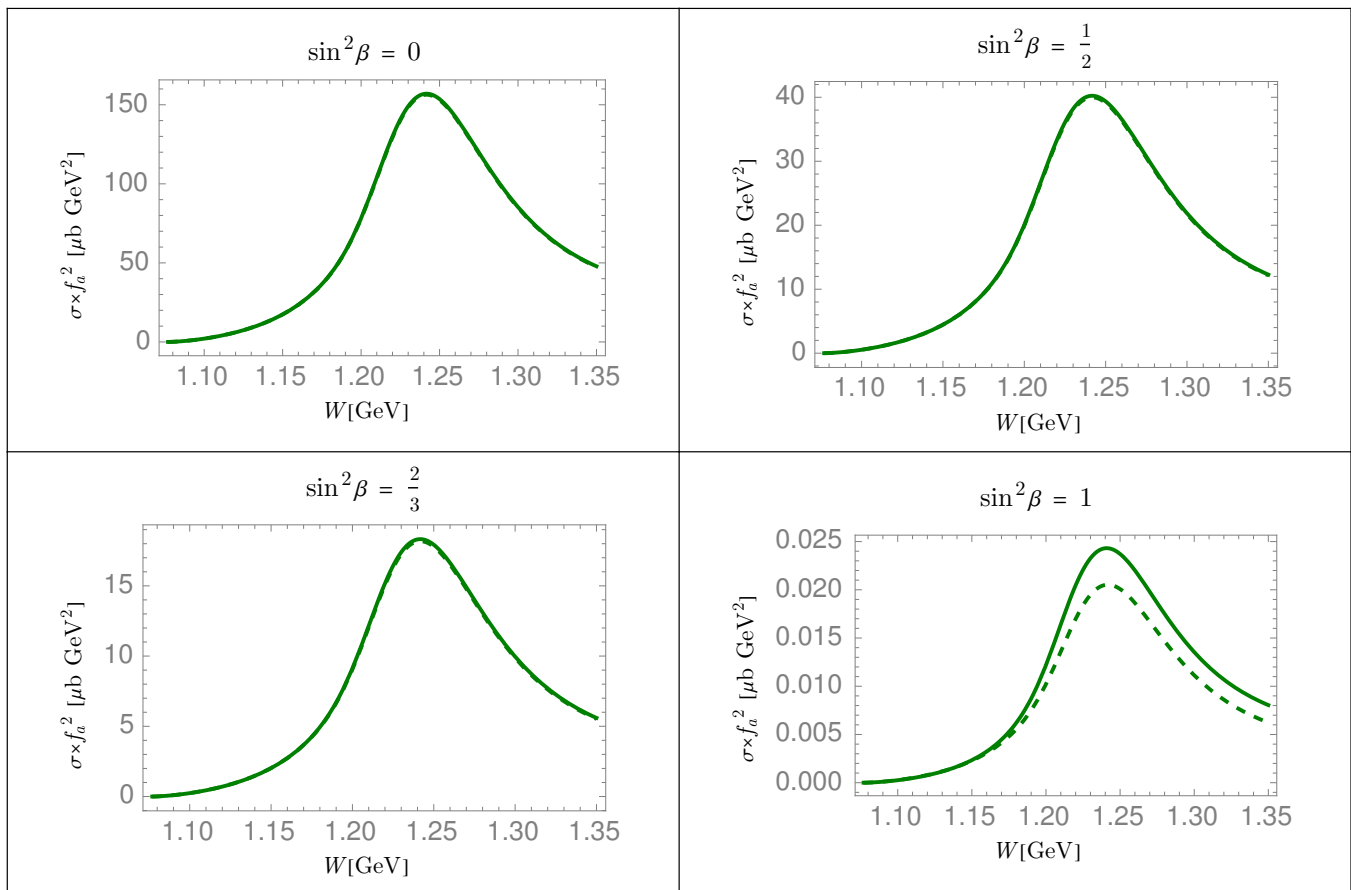 sin²β = 0
σ×fₐ² [μb GeV²]
150
100
50
0
1.10 1.15 1.20 1.25 1.30 1.35
W[GeV]
sin²β = 1/2
σ×fₐ² [μb GeV²]
40
30
20
10
0
1.10 1.15 1.20 1.25 1.30 1.35
W[GeV]
sin²β = 2/3
σ×fₐ² [μb GeV²]
15
10
5
0
1.10 1.15 1.20 1.25 1.30 1.35
W[GeV]
sin²β = 1
σ×fₐ² [μb GeV²]
0.025
0.020
0.015
0.010
0.005
0.000
1.10 1.15 1.20 1.25 1.30 1.35
W[GeV]